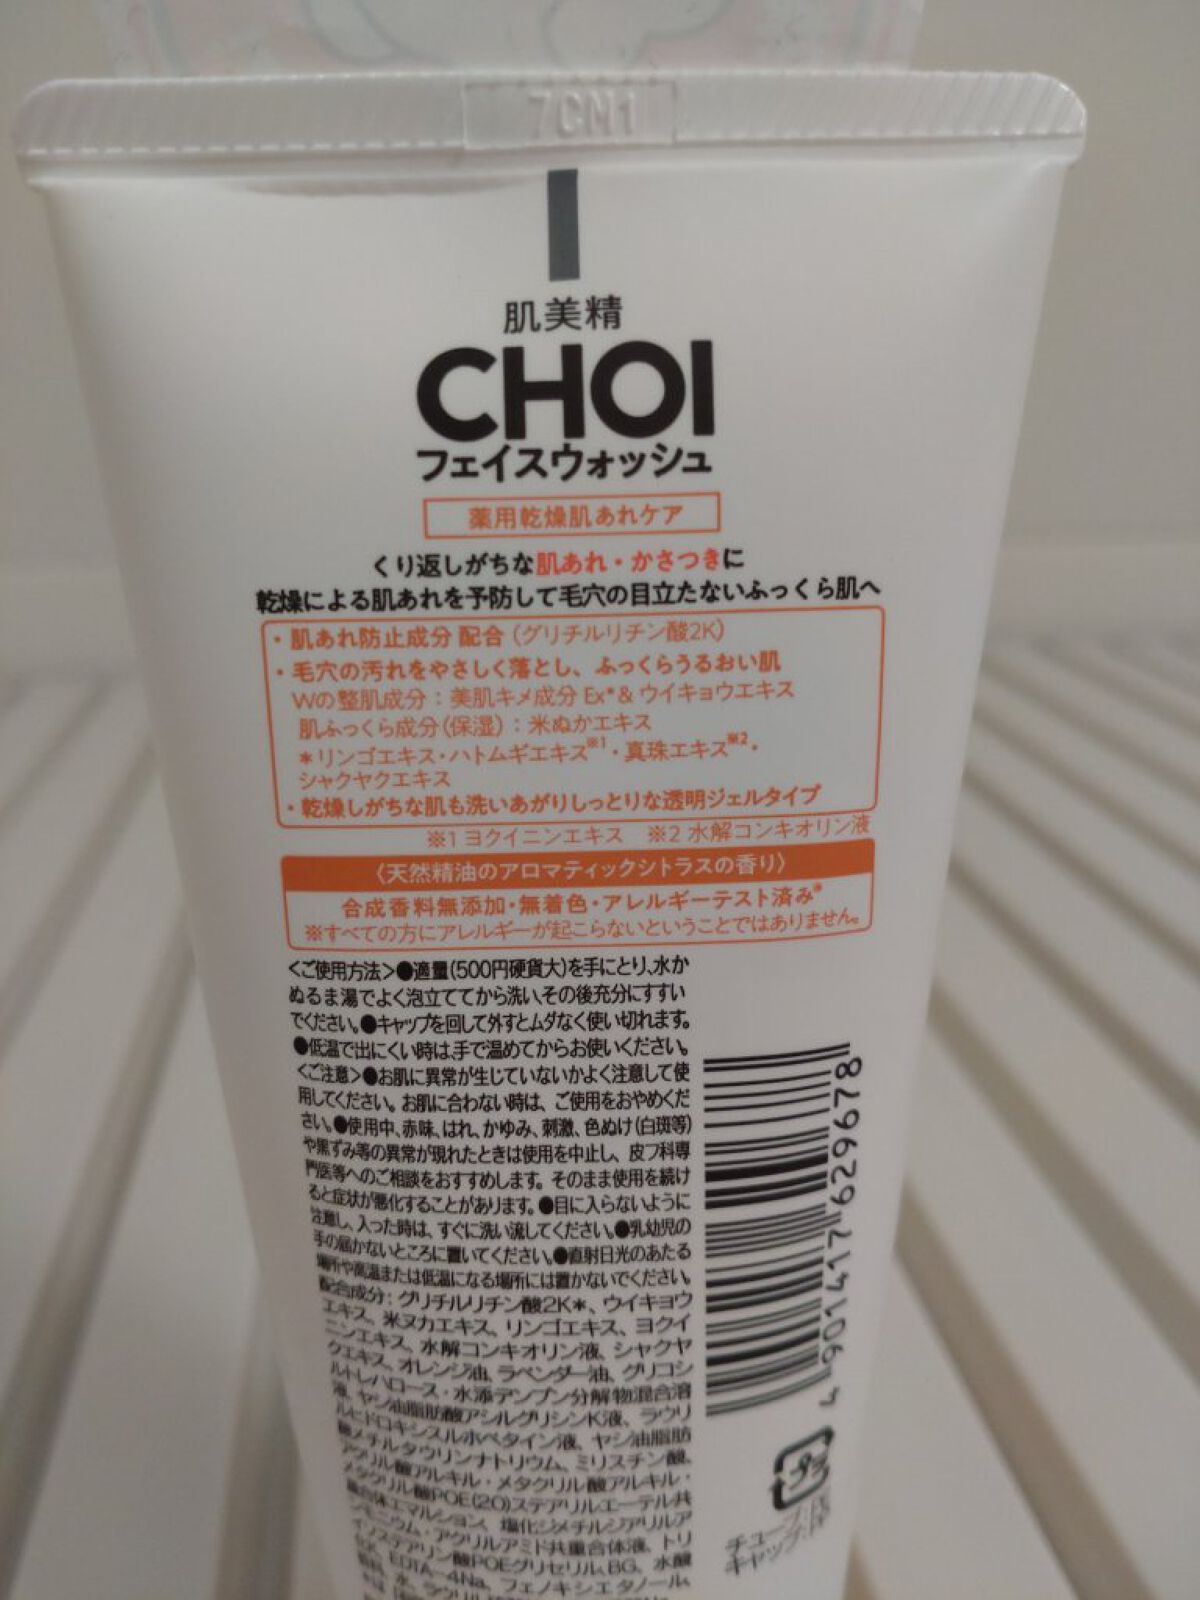 7CM1
肌美精
CHOI
フェイスウォッシュ
薬用乾燥肌あれケア
くり返しがちな肌あれ・かさつきに
乾燥による肌あれを予防して毛穴の目立たないふっくら肌へ
・肌あれ防止成分 配合（グリチルリチン酸2K）
・毛穴の汚れをやさしく落とし、ふっくらうるおい肌
Wの整肌成分：美肌キメ成分 Ex*& ウイキョウエキス
肌ふっくら成分（保湿）：米ぬかエキス
*リンゴエキス・ハトムギエキス※1・真珠エキス※2・
シャクヤクエキス
・乾燥しがちな肌も洗いあがりしっとりな透明ジェルタイプ
※1 ヨクイニンエキス ※2 水解コンキオリン液
〈天然精油のアロマティックシトラスの香り〉
合成香料無添加・無着色・アレルギーテスト済み※
※すべての方にアレルギーが起こらないということではありません。
<ご使用方法>●適量(500円硬貨大)を手にとり、水か
ぬるま湯でよく泡立ててから洗い、その後充分にすすい
でください。●キャップを回して外すとムダなく使い切れます。
●低温で出にくい時は、手で温めてからお使いください。
<ご注意>●お肌に異常が生じていないかよく注意して使
用してください。お肌に合わない時は、ご使用をおやめくだ
さい。●使用中、赤味、はれ、かゆみ、刺激、色ぬけ(白斑等)
や黒ずみ等の異常が現れたときは使用を中止し、皮フ科専
門医等へのご相談をおすすめします。そのまま使用を続け
ると症状が悪化することがあります。●目に入らないように
注意し、入った時は、すぐに洗い流してください。●乳幼児の
手の届かないところに置いてください。●直射日光のあたる
場所や高温または低温になる場所には置かないでください。
配合成分：グリチルリチン酸2K*、ウイキョウ
エキス、米ヌカエキス、リンゴエキス、ヨクイ
ニンエキス、水解コンキオリン液、シャクヤ
クエキス、オレンジ油、ラベンダー油、グリコシ
ルトレハロース・水添デンプン分解物混合溶
液、ヤシ油脂肪酸アシルグリシンK液、ラウリ
ルヒドロキシスルホベタイン液、ヤシ油脂肪
酸メチルタウリンナトリウム、ミリスチン酸、
アクリル酸アルキル・メタクリル酸アルキル・
メタクリル酸POE(20)ステアリルエーテル共
重合体エマルション、塩化ジメチルジアリルア
ンモニウム・アクリルアミド共重合体液、トリ
イソステアリン酸POEグリセリル、BG、水酸
EDTA-4Na、フェノキシエタノール、
4 901417 629678
プラ
チューブ:
キャップ: